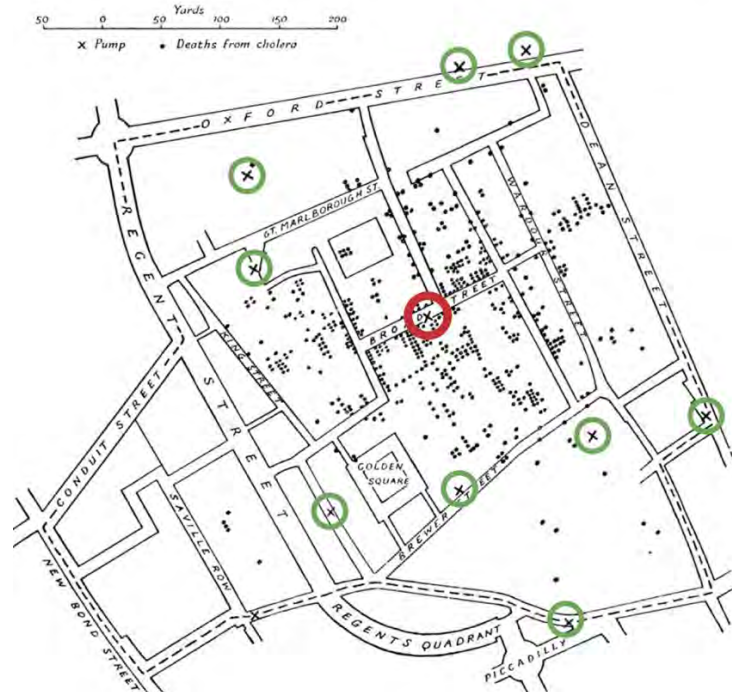 Yards
50 0 50 100 150 200
x Pump • Deaths from cholera
OXFORD STREET
DEAN STREET
REGENT STREET
GT. MARLBOROUGH ST.
WARDOUR STREET
BROAD STREET
KING STREET
CONDUIT STREET
GOLDEN
SQUARE
SAVILLE ROW
BREWER STREET
NEW BOND STREET
REGENTS QUADRANT
PICCADILLY